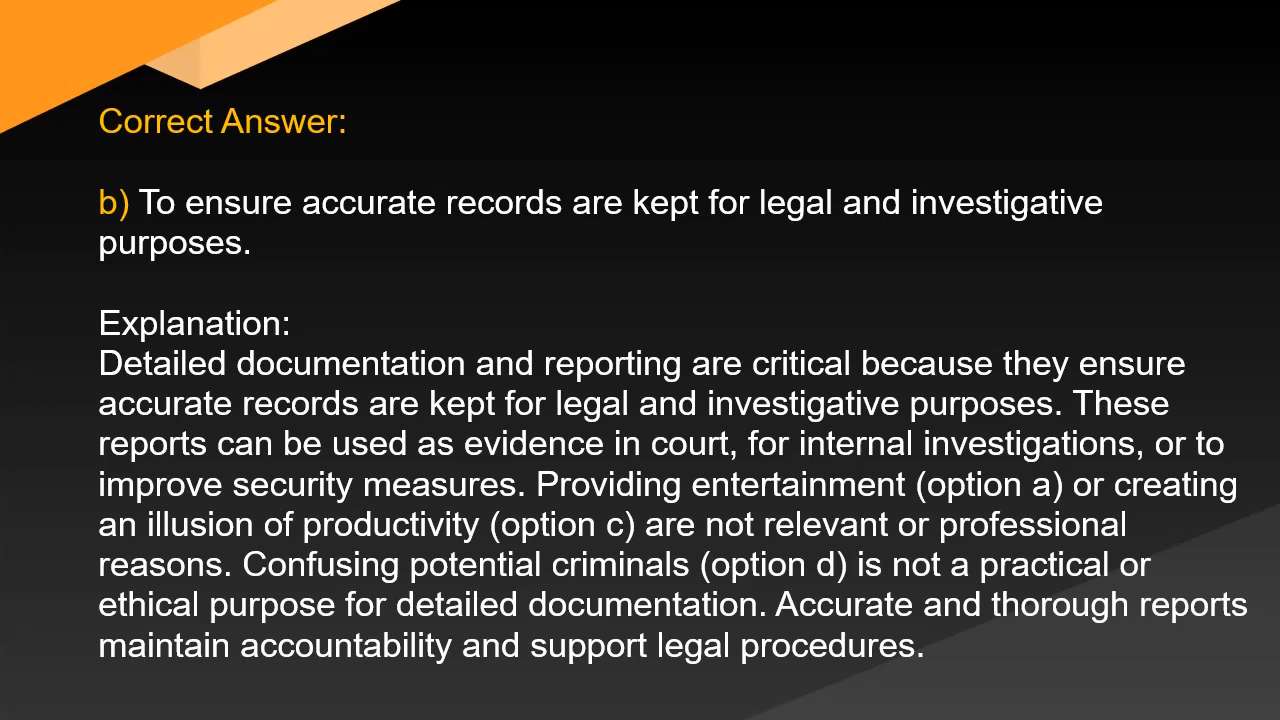 Correct Answer:
b) To ensure accurate records are kept for legal and investigative
purposes.
Explanation:
Detailed documentation and reporting are critical because they ensure
accurate records are kept for legal and investigative purposes. These
reports can be used as evidence in court, for internal investigations, or to
improve security measures. Providing entertainment (option a) or creating
an illusion of productivity (option c) are not relevant or professional
reasons. Confusing potential criminals (option d) is not a practical or
ethical purpose for detailed documentation. Accurate and thorough reports
maintain accountability and support legal procedures.